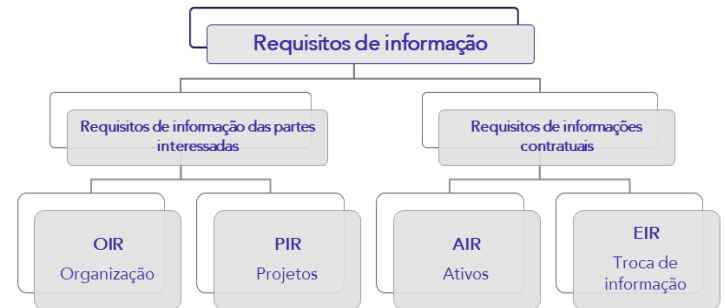 Requisitos de informação
Requisitos de informação das partes
interessadas
Requisitos de informações
contratuais
OIR
Organização
PIR
Projetos
AIR
Ativos
EIR
Troca de
informação